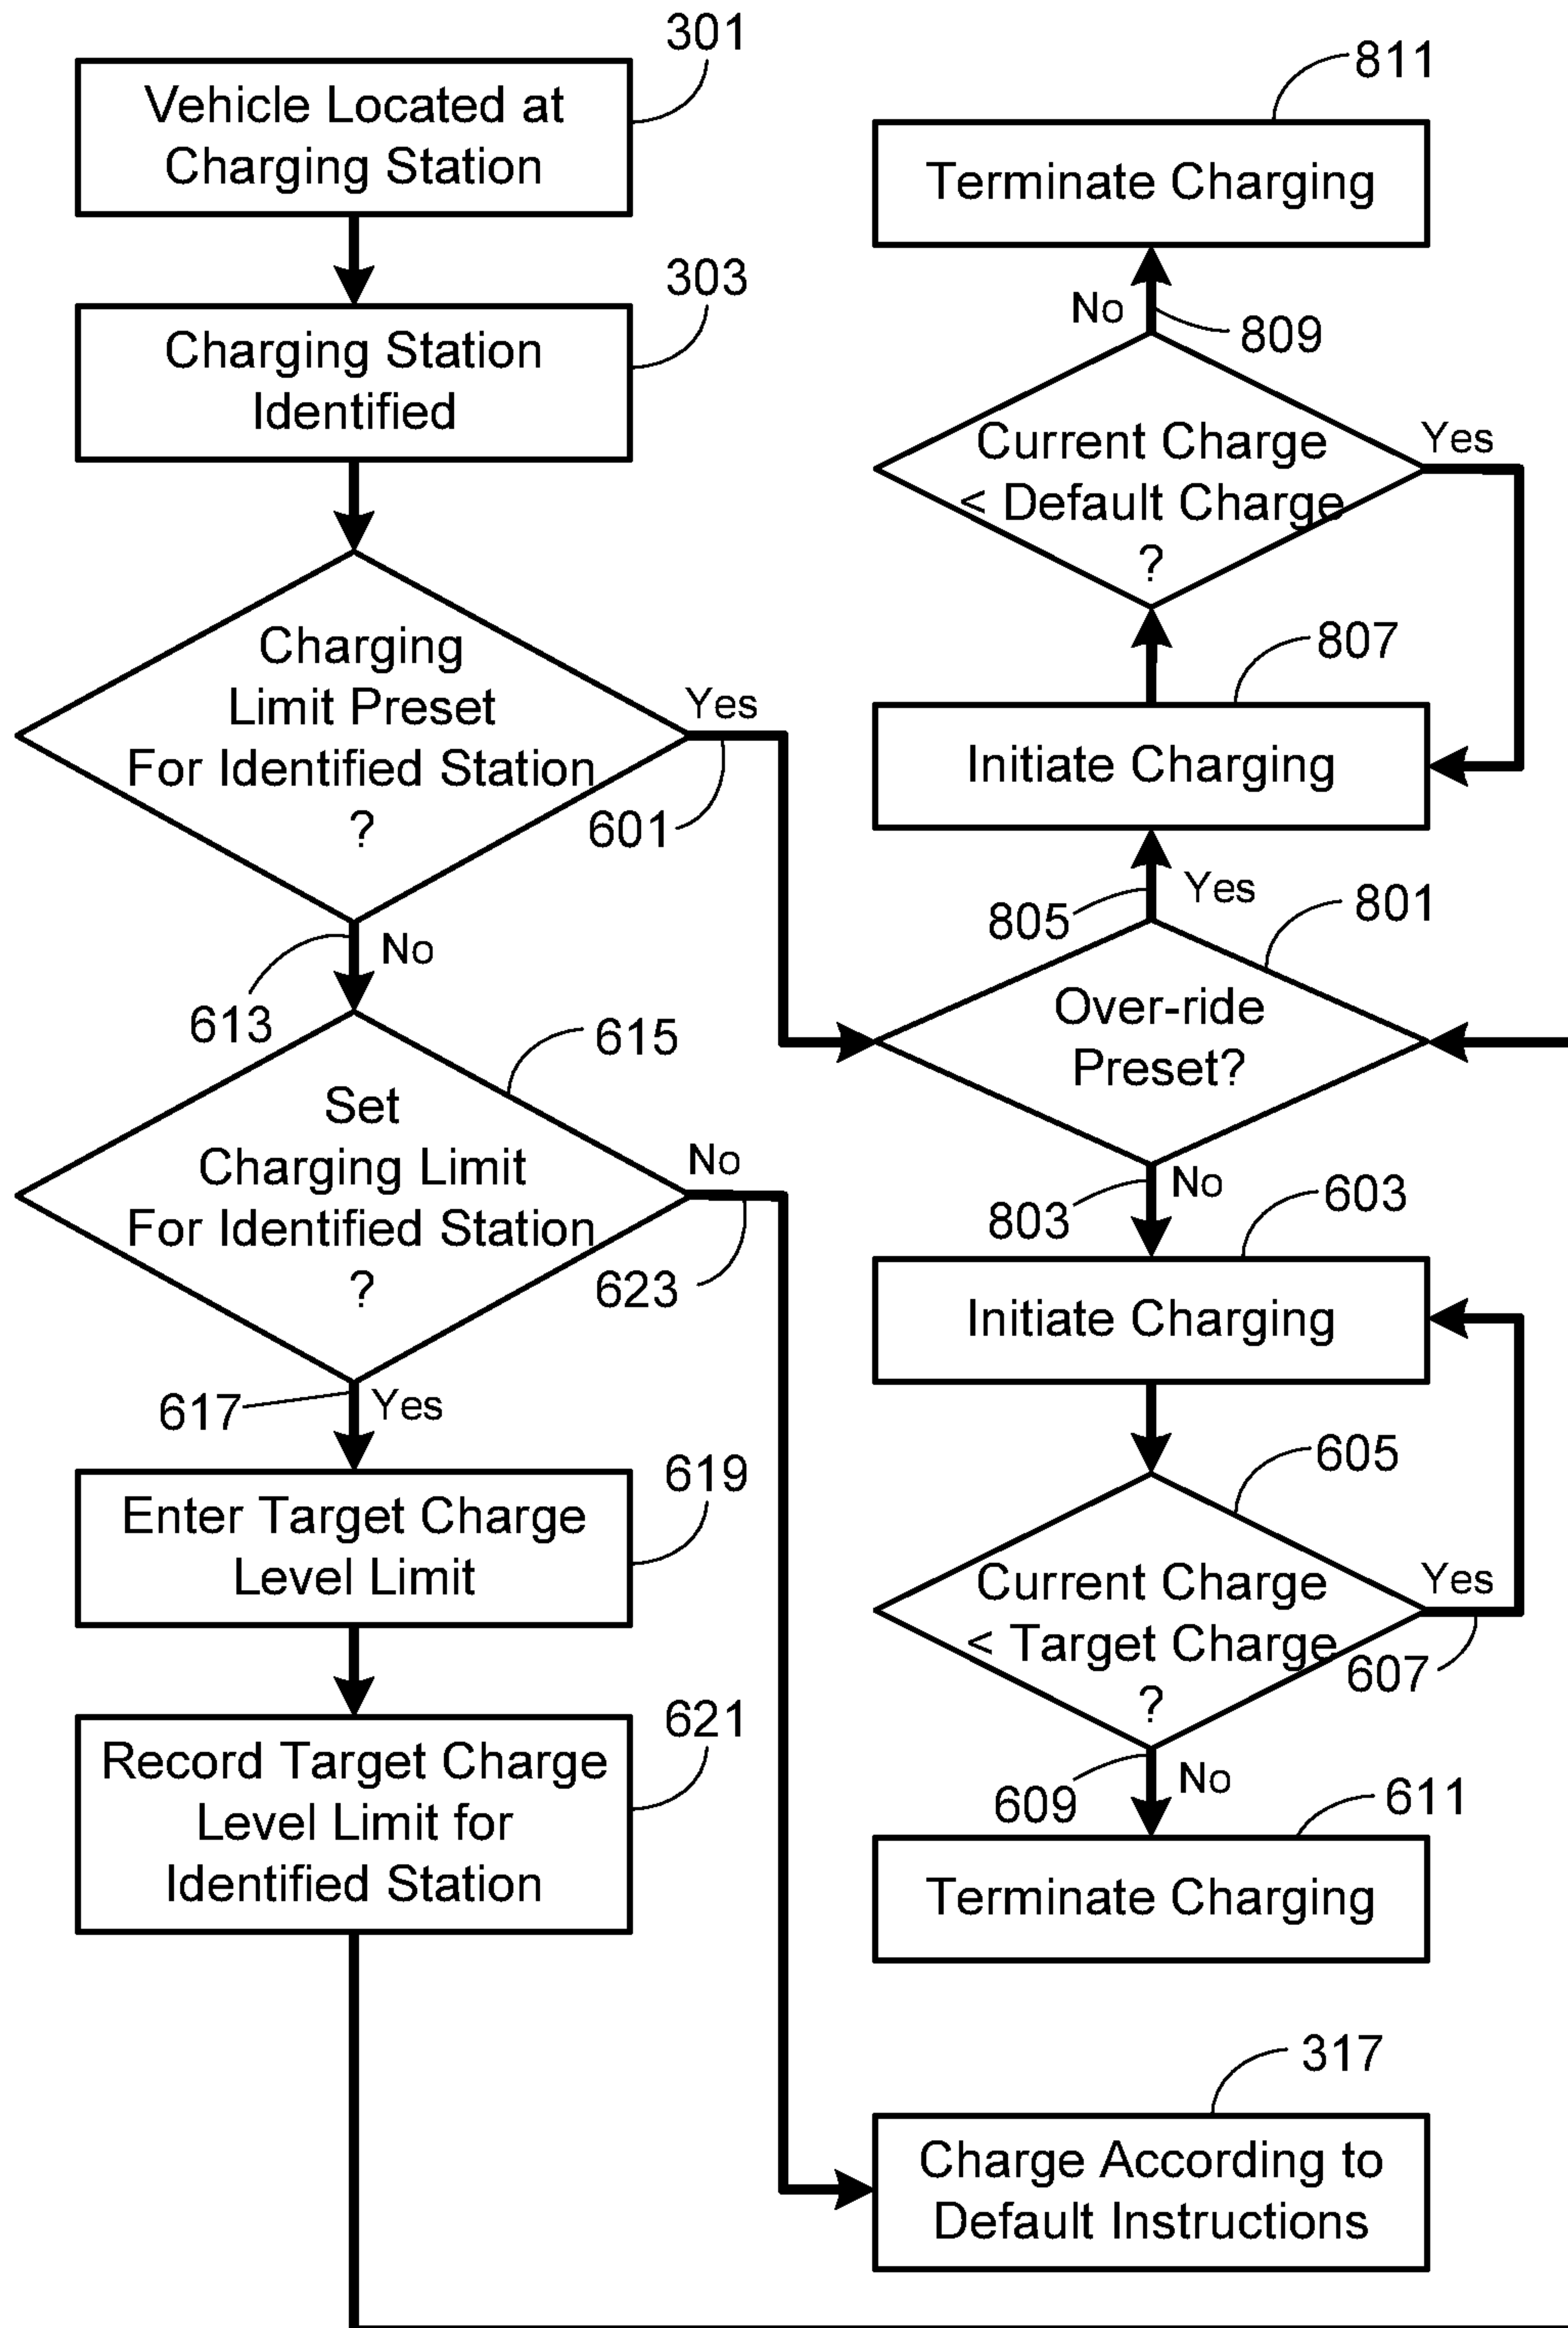 301
Vehicle Located at
Charging Station
303
Charging Station
Identified
Charging
Limit Preset
For Identified Station
?
Yes
601
No
613
615
Set
Charging Limit
For Identified Station
?
No
623
617
Yes
619
Enter Target Charge
Level Limit
621
Record Target Charge
Level Limit for
Identified Station
811
Terminate Charging
No
809
Current Charge
< Default Charge
?
Yes
807
Initiate Charging
805
Yes
801
Over-ride
Preset?
803
No
603
Initiate Charging
605
Current Charge
< Target Charge
?
Yes
607
609
No
611
Terminate Charging
317
Charge According to
Default Instructions